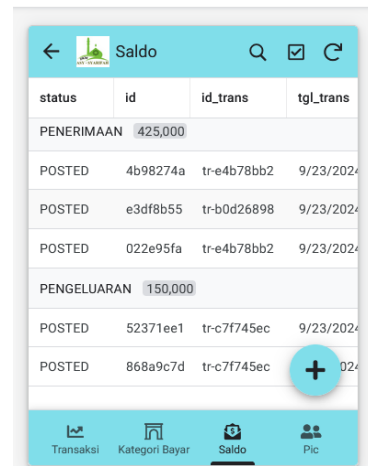 Saldo
status id id_trans tgl_trans
PENERIMAAN 425,000
POSTED 4b98274a tr-e4b78bb2 9/23/2024
POSTED e3df8b55 tr-b0d26898 9/23/2024
POSTED 022e95fa tr-e4b78bb2 9/23/2024
PENGELUARAN 150,000
POSTED 52371ee1 tr-c7f745ec 9/23/2024
POSTED 868a9c7d tr-c7f745ec 024
Transaksi Kategori Bayar Saldo Pic